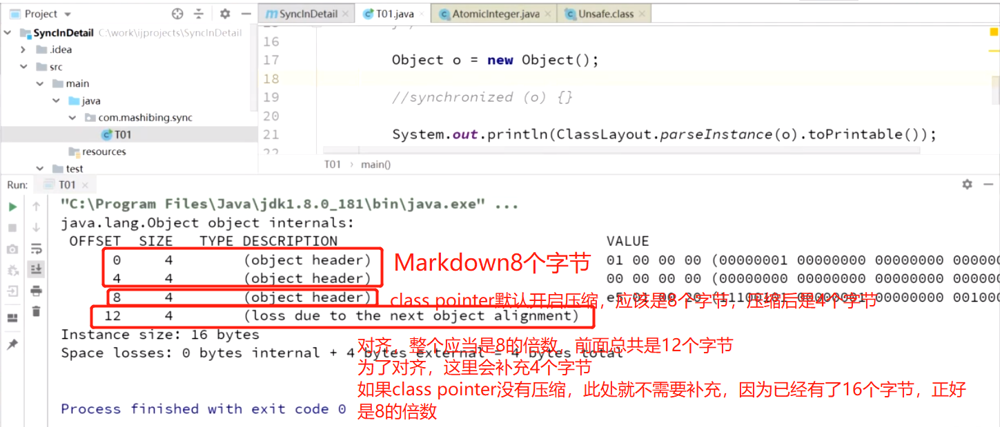 Project
SyncInDetail
T01.java
AtomicInteger.java
Unsafe.class
SyncInDetail C:\work\ijprojects\SyncInDetail
.idea
src
main
java
com.mashibing.sync
T01
resources
test
16
17 Object o = new Object();
18
19 //synchronized (o) {}
20
21 System.out.println(ClassLayout.parseInstance(o).toPrintable());
22
T01 › main()
Run: T01
"C:\Program Files\Java\jdk1.8.0_181\bin\java.exe" ...
java.lang.Object object internals:
OFFSET SIZE TYPE DESCRIPTION VALUE
0 4 (object header) 01 00 00 00 (00000001 00000000 00000000 000000
Markdown8个字节
4 4 (object header) 00 00 00 00 (00000000 00000000 00000000 000000
8 4 (object header) (11100101 00000001 00000000 001000
class pointer默认开启压缩，应该是8个字节，压缩后是4个字节
12 4 (loss due to the next object alignment)
Instance size: 16 bytes
Space losses: 0 bytes internal + 4 bytes external = 4 bytes total
对齐，整个应当是8的倍数，前面总共是12个字节
为了对齐，这里会补充4个字节
如果class pointer没有压缩，此处就不需要补充，因为已经有了16个字节，正好
是8的倍数
Process finished with exit code 0